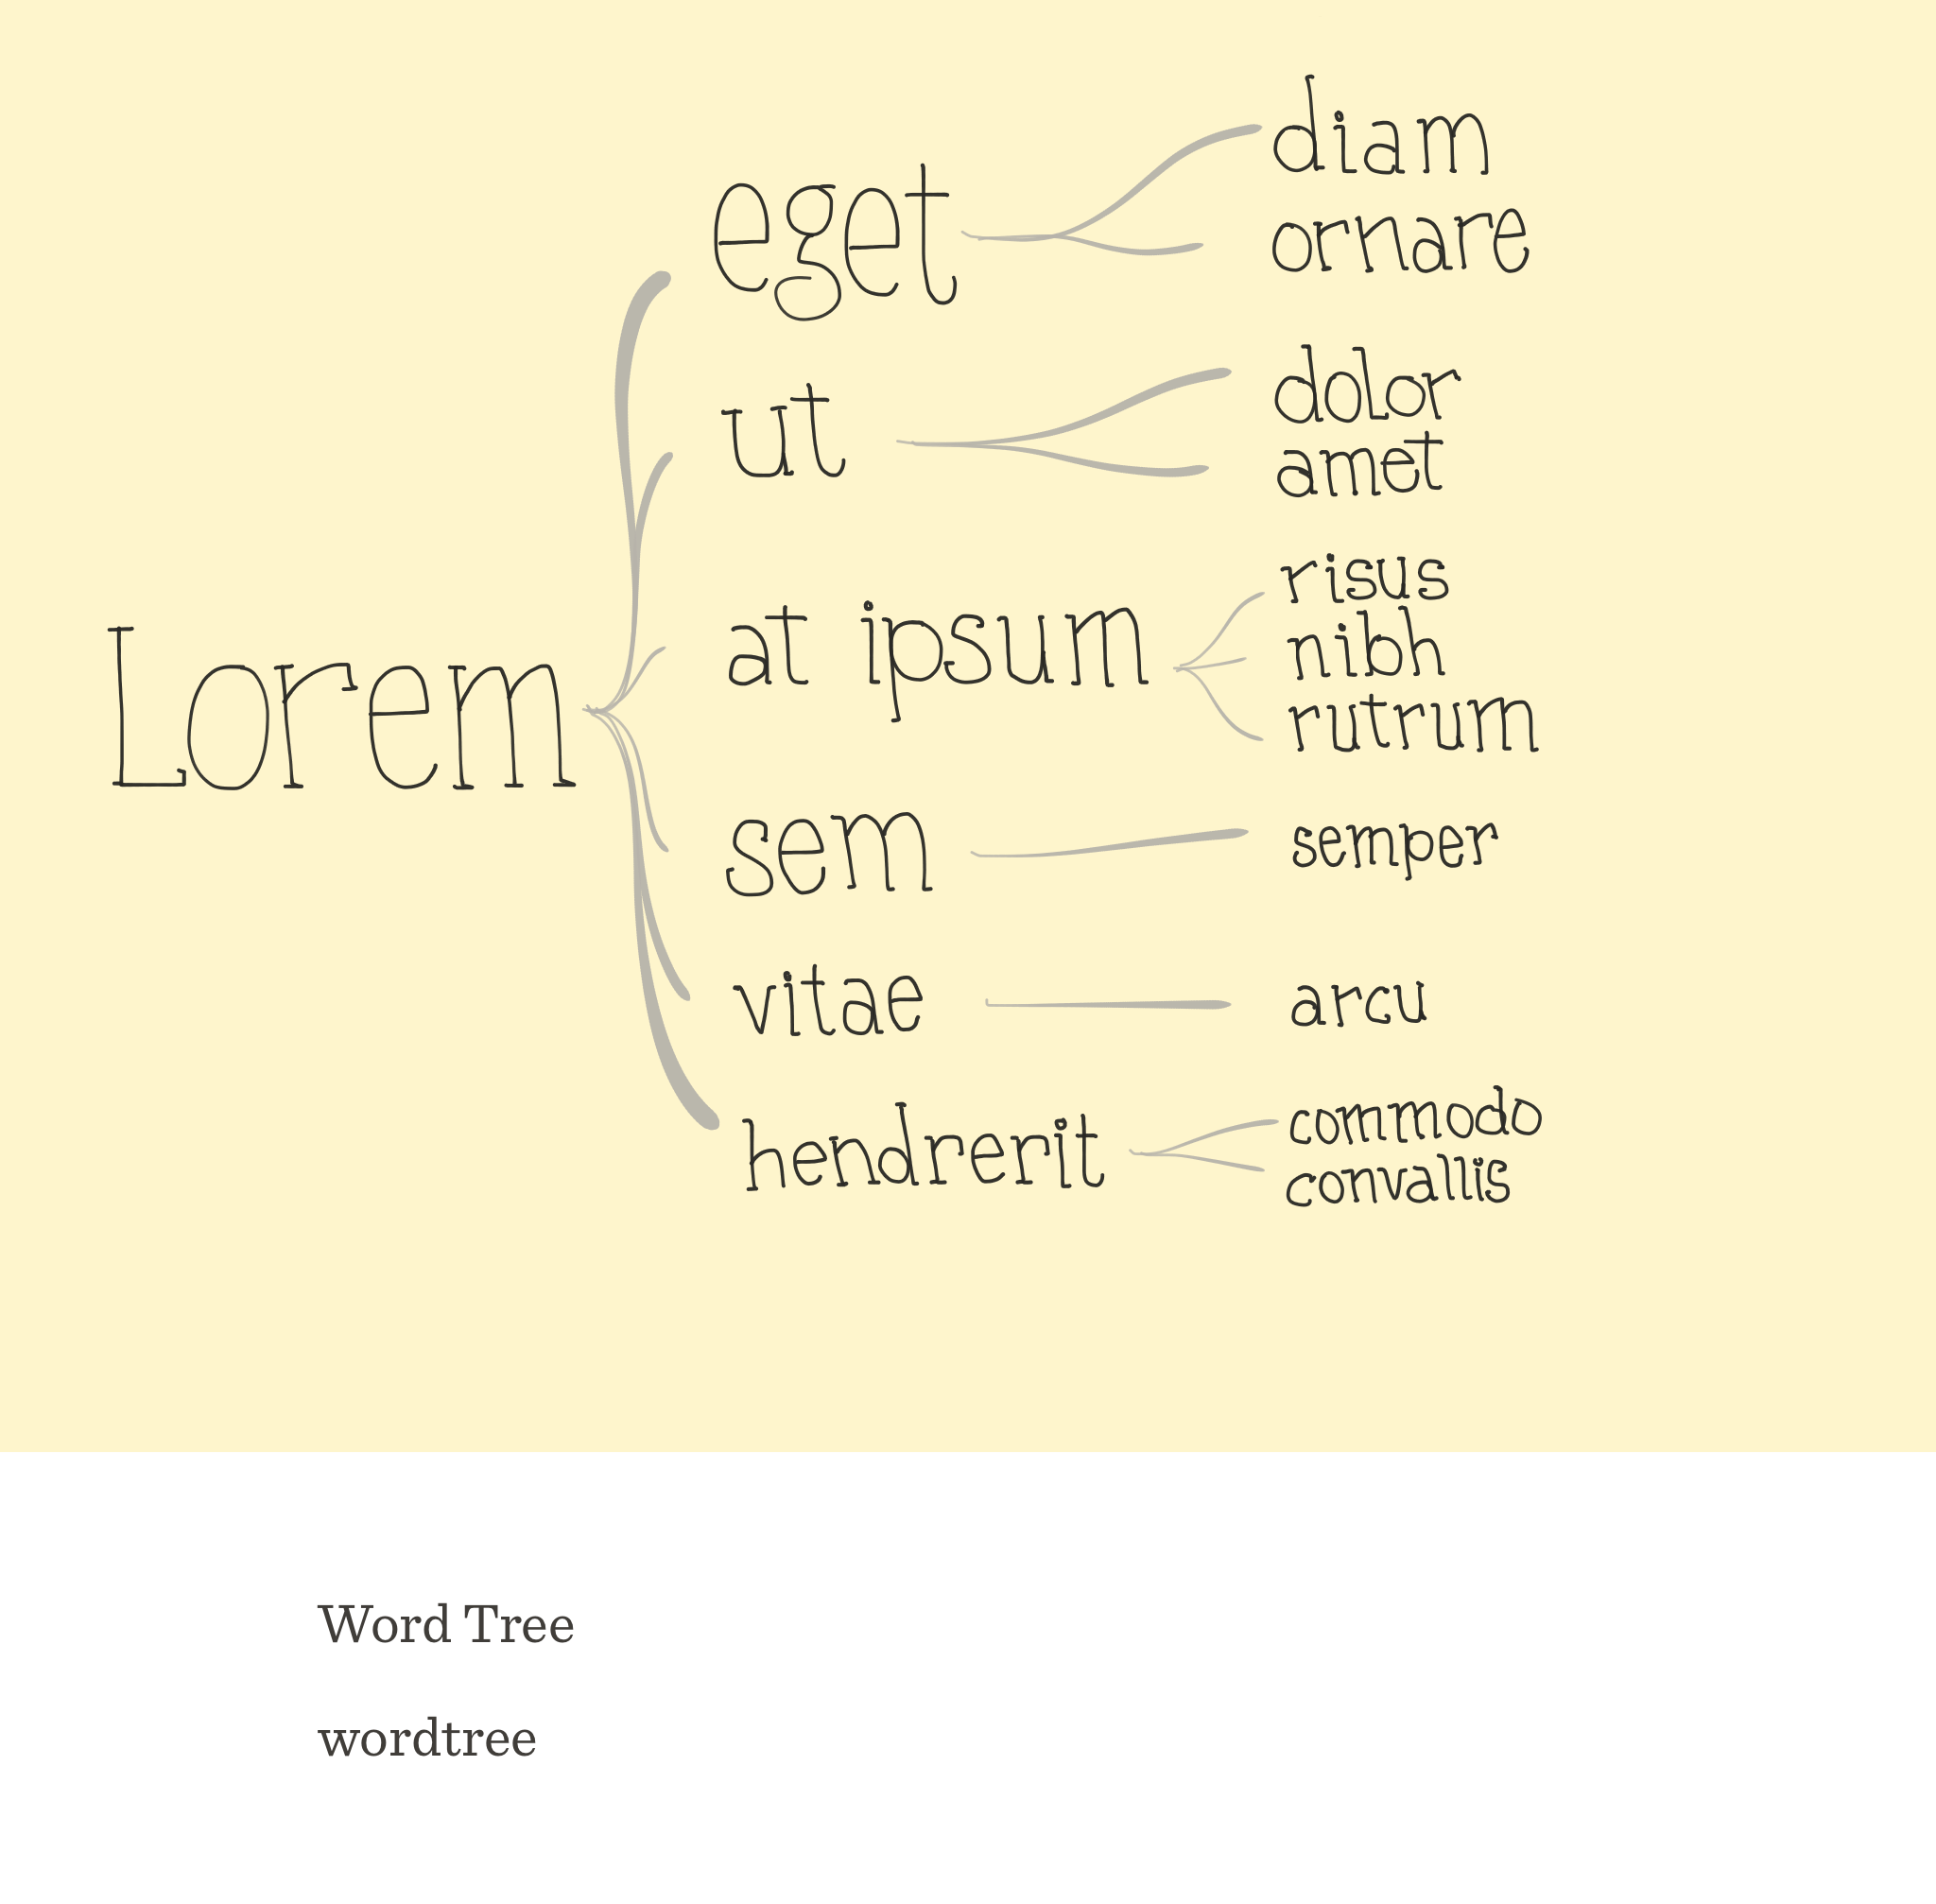 Lorem
eget
diam
ornare
ut
dolor
amet
at ipsum
risus
nibh
rutrum
sem
semper
vitae
arcu
hendrerit
commodo
convallis
Word Tree
wordtree